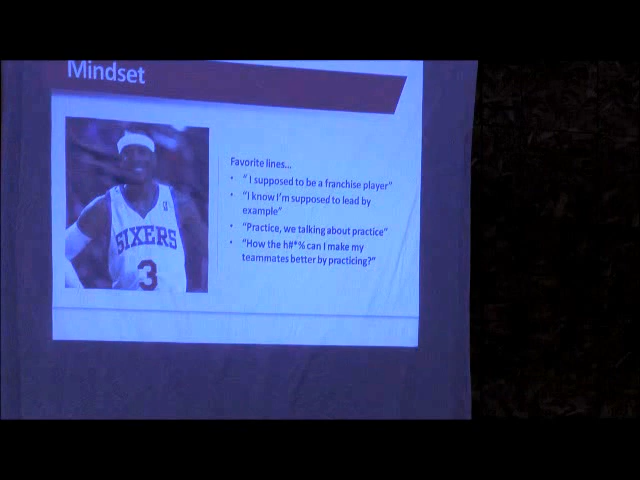 Mindset
Favorite lines...
• " I supposed to be a franchise player"
• "I know I'm supposed to lead by
example"
• "Practice, we talking about practice"
• "How the h#*% can I make my
teammates better by practicing?"
SIXERS
3